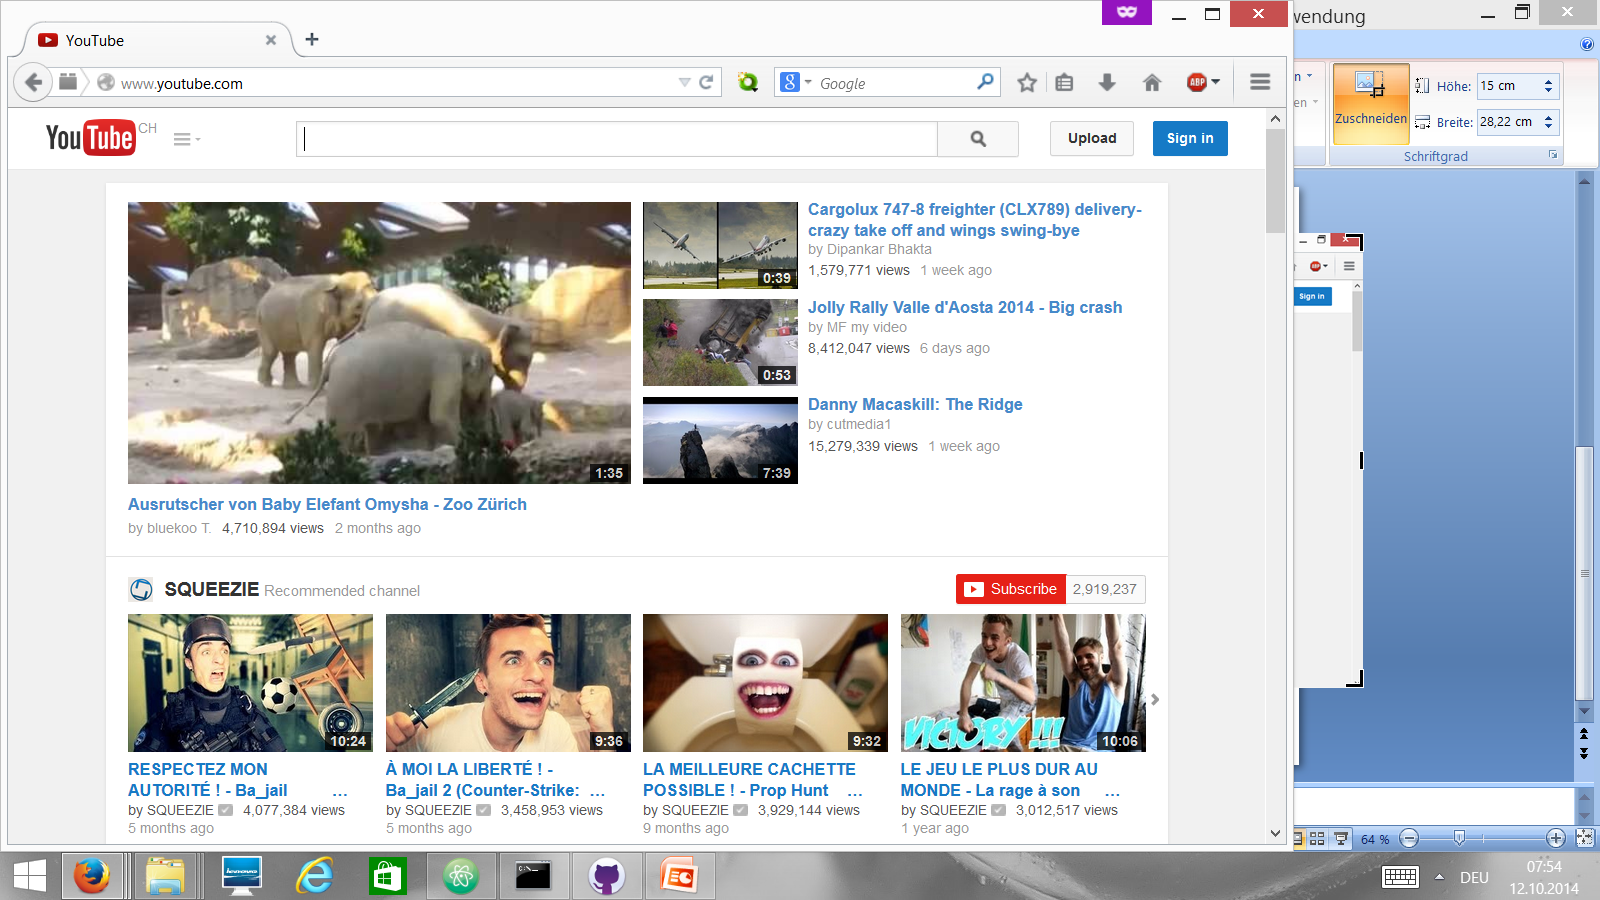 YouTube
www.youtube.com
Google
ABP
wendung
Zuschneiden
Höhe:
15 cm
Breite:
28,22 cm
Schriftgrad
YouTube CH
Upload
Sign in
Sign in
1:35
Ausrutscher von Baby Elefant Omysha - Zoo Zürich
by bluekoo T. 4,710,894 views 2 months ago
0:39
Cargolux 747-8 freighter (CLX789) delivery-
crazy take off and wings swing-bye
by Dipankar Bhakta
1,579,771 views 1 week ago
0:53
Jolly Rally Valle d'Aosta 2014 - Big crash
by MF my video
8,412,047 views 6 days ago
7:39
Danny Macaskill: The Ridge
by cutmedia1
15,279,339 views 1 week ago
SQUEEZIE Recommended channel
Subscribe 2,919,237
10:24
RESPECTEZ MON
AUTORITÉ ! - Ba_jail ...
by SQUEEZIE 4,077,384 views
5 months ago
9:36
À MOI LA LIBERTÉ ! -
Ba_jail 2 (Counter-Strike: ...
by SQUEEZIE 3,458,953 views
5 months ago
9:32
LA MEILLEURE CACHETTE
POSSIBLE ! - Prop Hunt ...
by SQUEEZIE 3,929,144 views
9 months ago
VICTORY !!!
10:06
LE JEU LE PLUS DUR AU
MONDE - La rage à son ...
by SQUEEZIE 3,012,517 views
1 year ago
64 %
DEU
07:54
12.10.2014